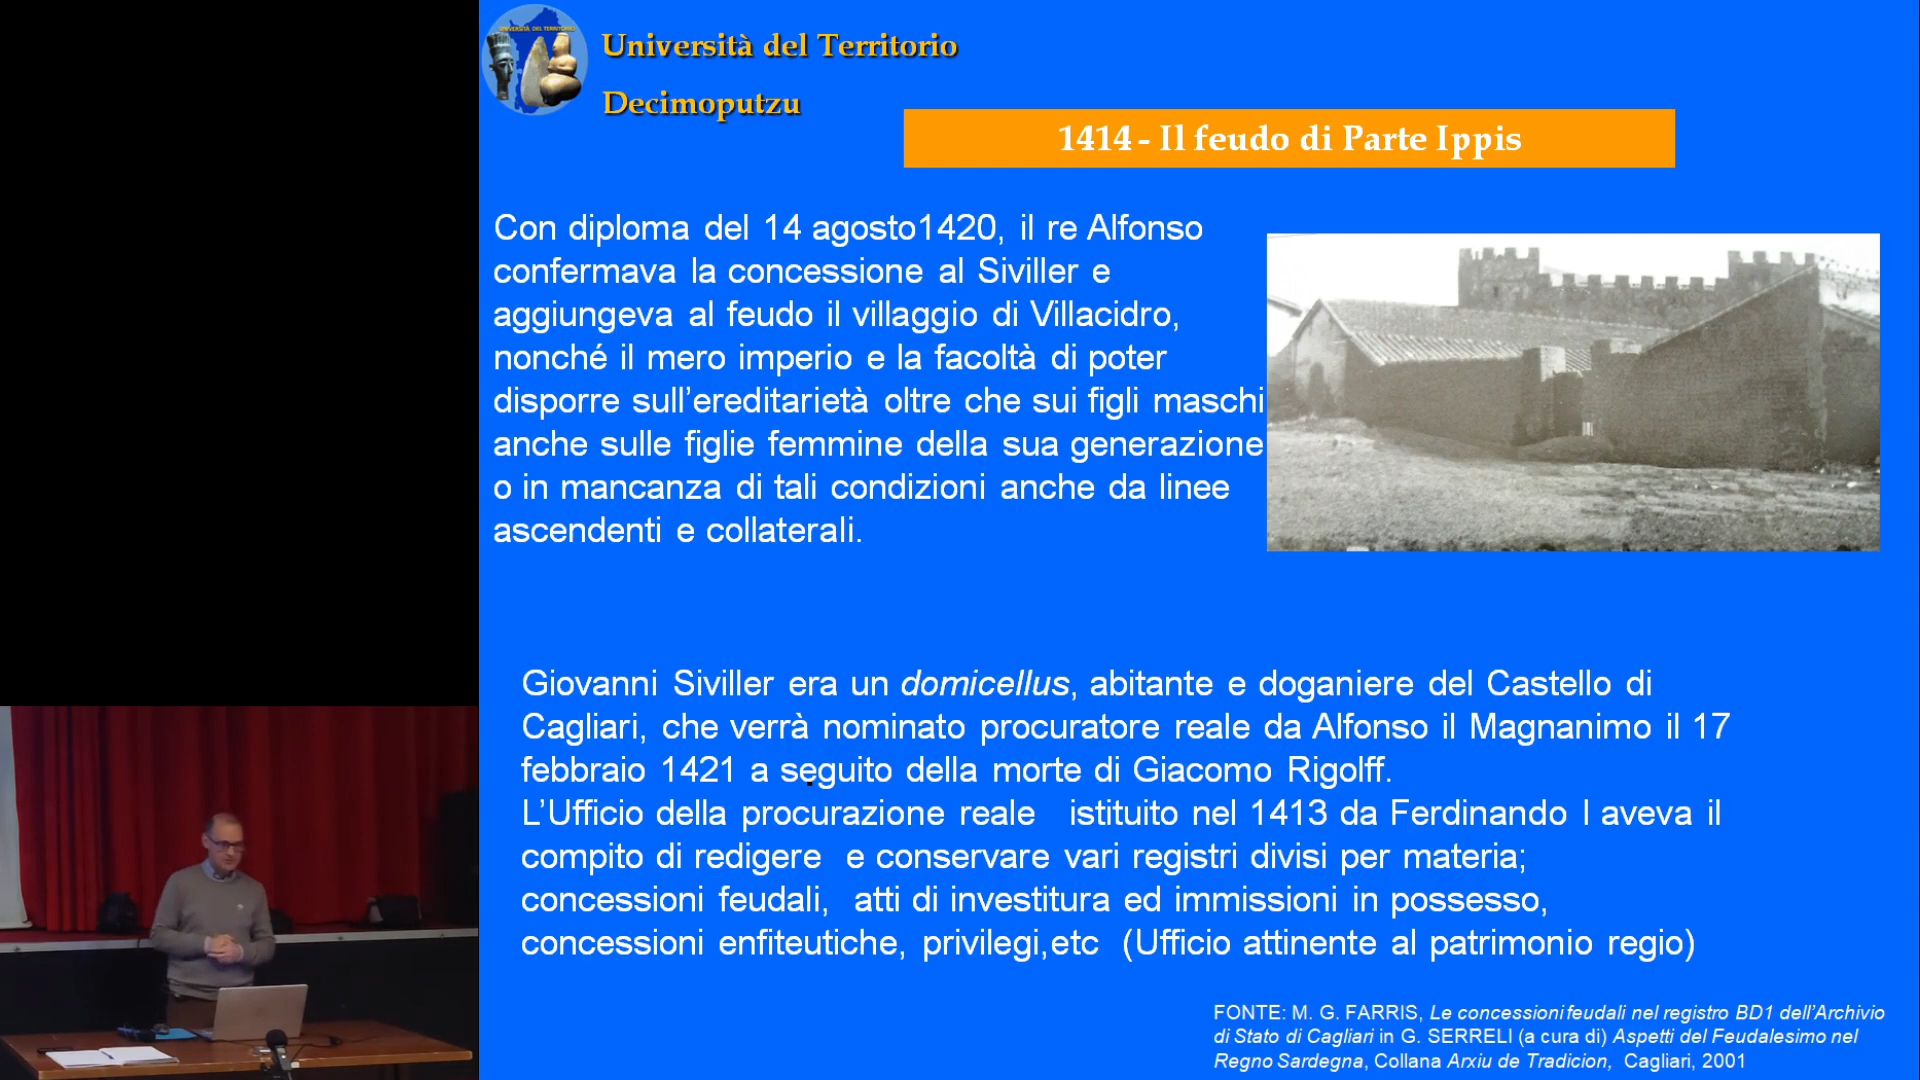 UNIVERSITÀ DEL TERRITORIO
Università del Territorio
Decimoputzu
1414 - Il feudo di Parte Ippis
Con diploma del 14 agosto1420, il re Alfonso
confermava la concessione al Siviller e
aggiungeva al feudo il villaggio di Villacidro,
nonché il mero imperio e la facoltà di poter
disporre sull'ereditarietà oltre che sui figli maschi
anche sulle figlie femmine della sua generazione
o in mancanza di tali condizioni anche da linee
ascendenti e collaterali.
Giovanni Siviller era un domicellus, abitante e doganiere del Castello di
Cagliari, che verrà nominato procuratore reale da Alfonso il Magnanimo il 17
febbraio 1421 a seguito della morte di Giacomo Rigolff.
L'Ufficio della procurazione reale istituito nel 1413 da Ferdinando I aveva il
compito di redigere e conservare vari registri divisi per materia;
concessioni feudali, atti di investitura ed immissioni in possesso,
concessioni enfiteutiche, privilegi,etc (Ufficio attinente al patrimonio regio)
FONTE: M. G. FARRIS, Le concessioni feudali nel registro BD1 dell'Archivio
di Stato di Cagliari in G. SERRELI (a cura di) Aspetti del Feudalesimo nel
Regno Sardegna, Collana Arxiu de Tradicion, Cagliari, 2001